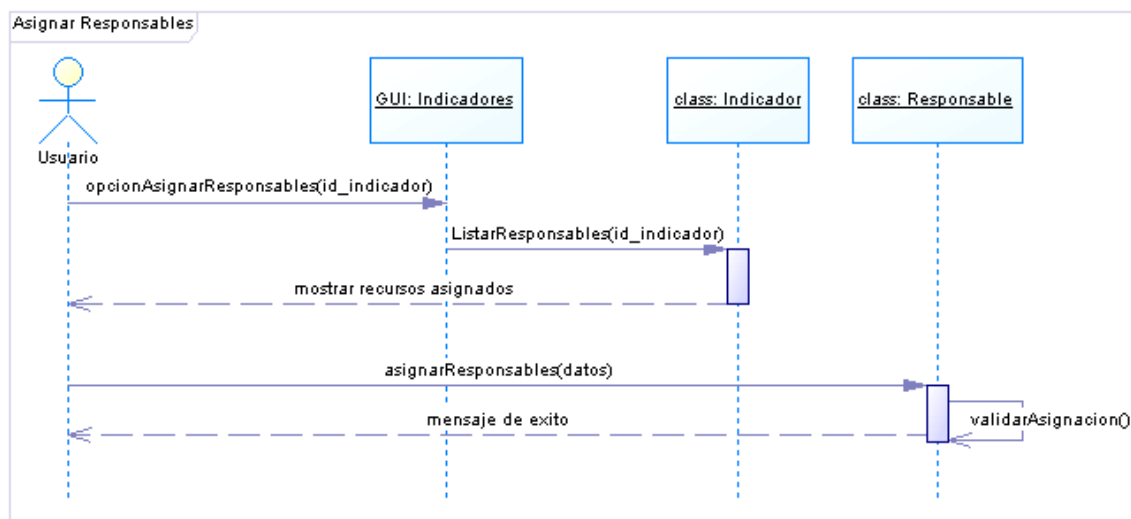 Asignar Responsables
GUI: Indicadores
class: Indicador
class: Responsable
Usuario
opcionAsignarResponsables(id_indicador)
ListarResponsables(id_indicador)
mostrar recursos asignados
asignarResponsables(datos)
mensaje de exito
validarAsignacion()